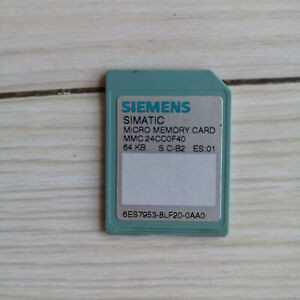 SIEMENS
SIMATIC
MICRO MEMORY CARD
MMC 24CC0F40
64 KB S C-B2 ES:01
6ES7953-8LF20-0AA0